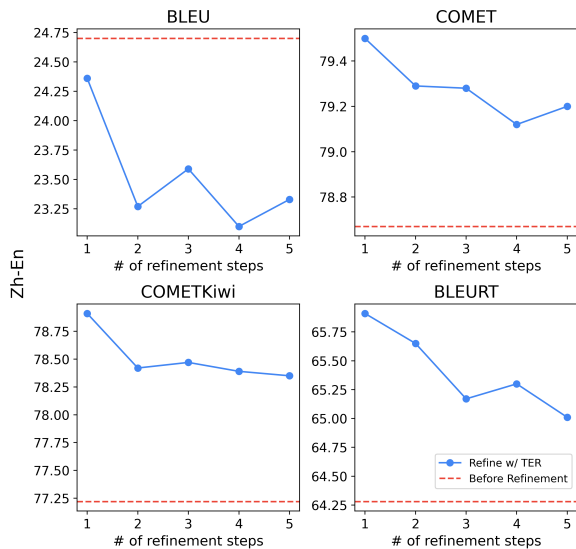 BLEU
24.75
24.50
24.25
24.00
23.75
23.50
23.25
1 2 3 4 5
# of refinement steps
COMET
79.4
79.2
79.0
78.8
1 2 3 4 5
# of refinement steps
Zh-En
COMETKiwi
78.75
78.50
78.25
78.00
77.75
77.50
77.25
1 2 3 4 5
# of refinement steps
BLEURT
65.75
65.50
65.25
65.00
64.75
64.50
64.25
Refine w/ TER
Before Refinement
1 2 3 4 5
# of refinement steps